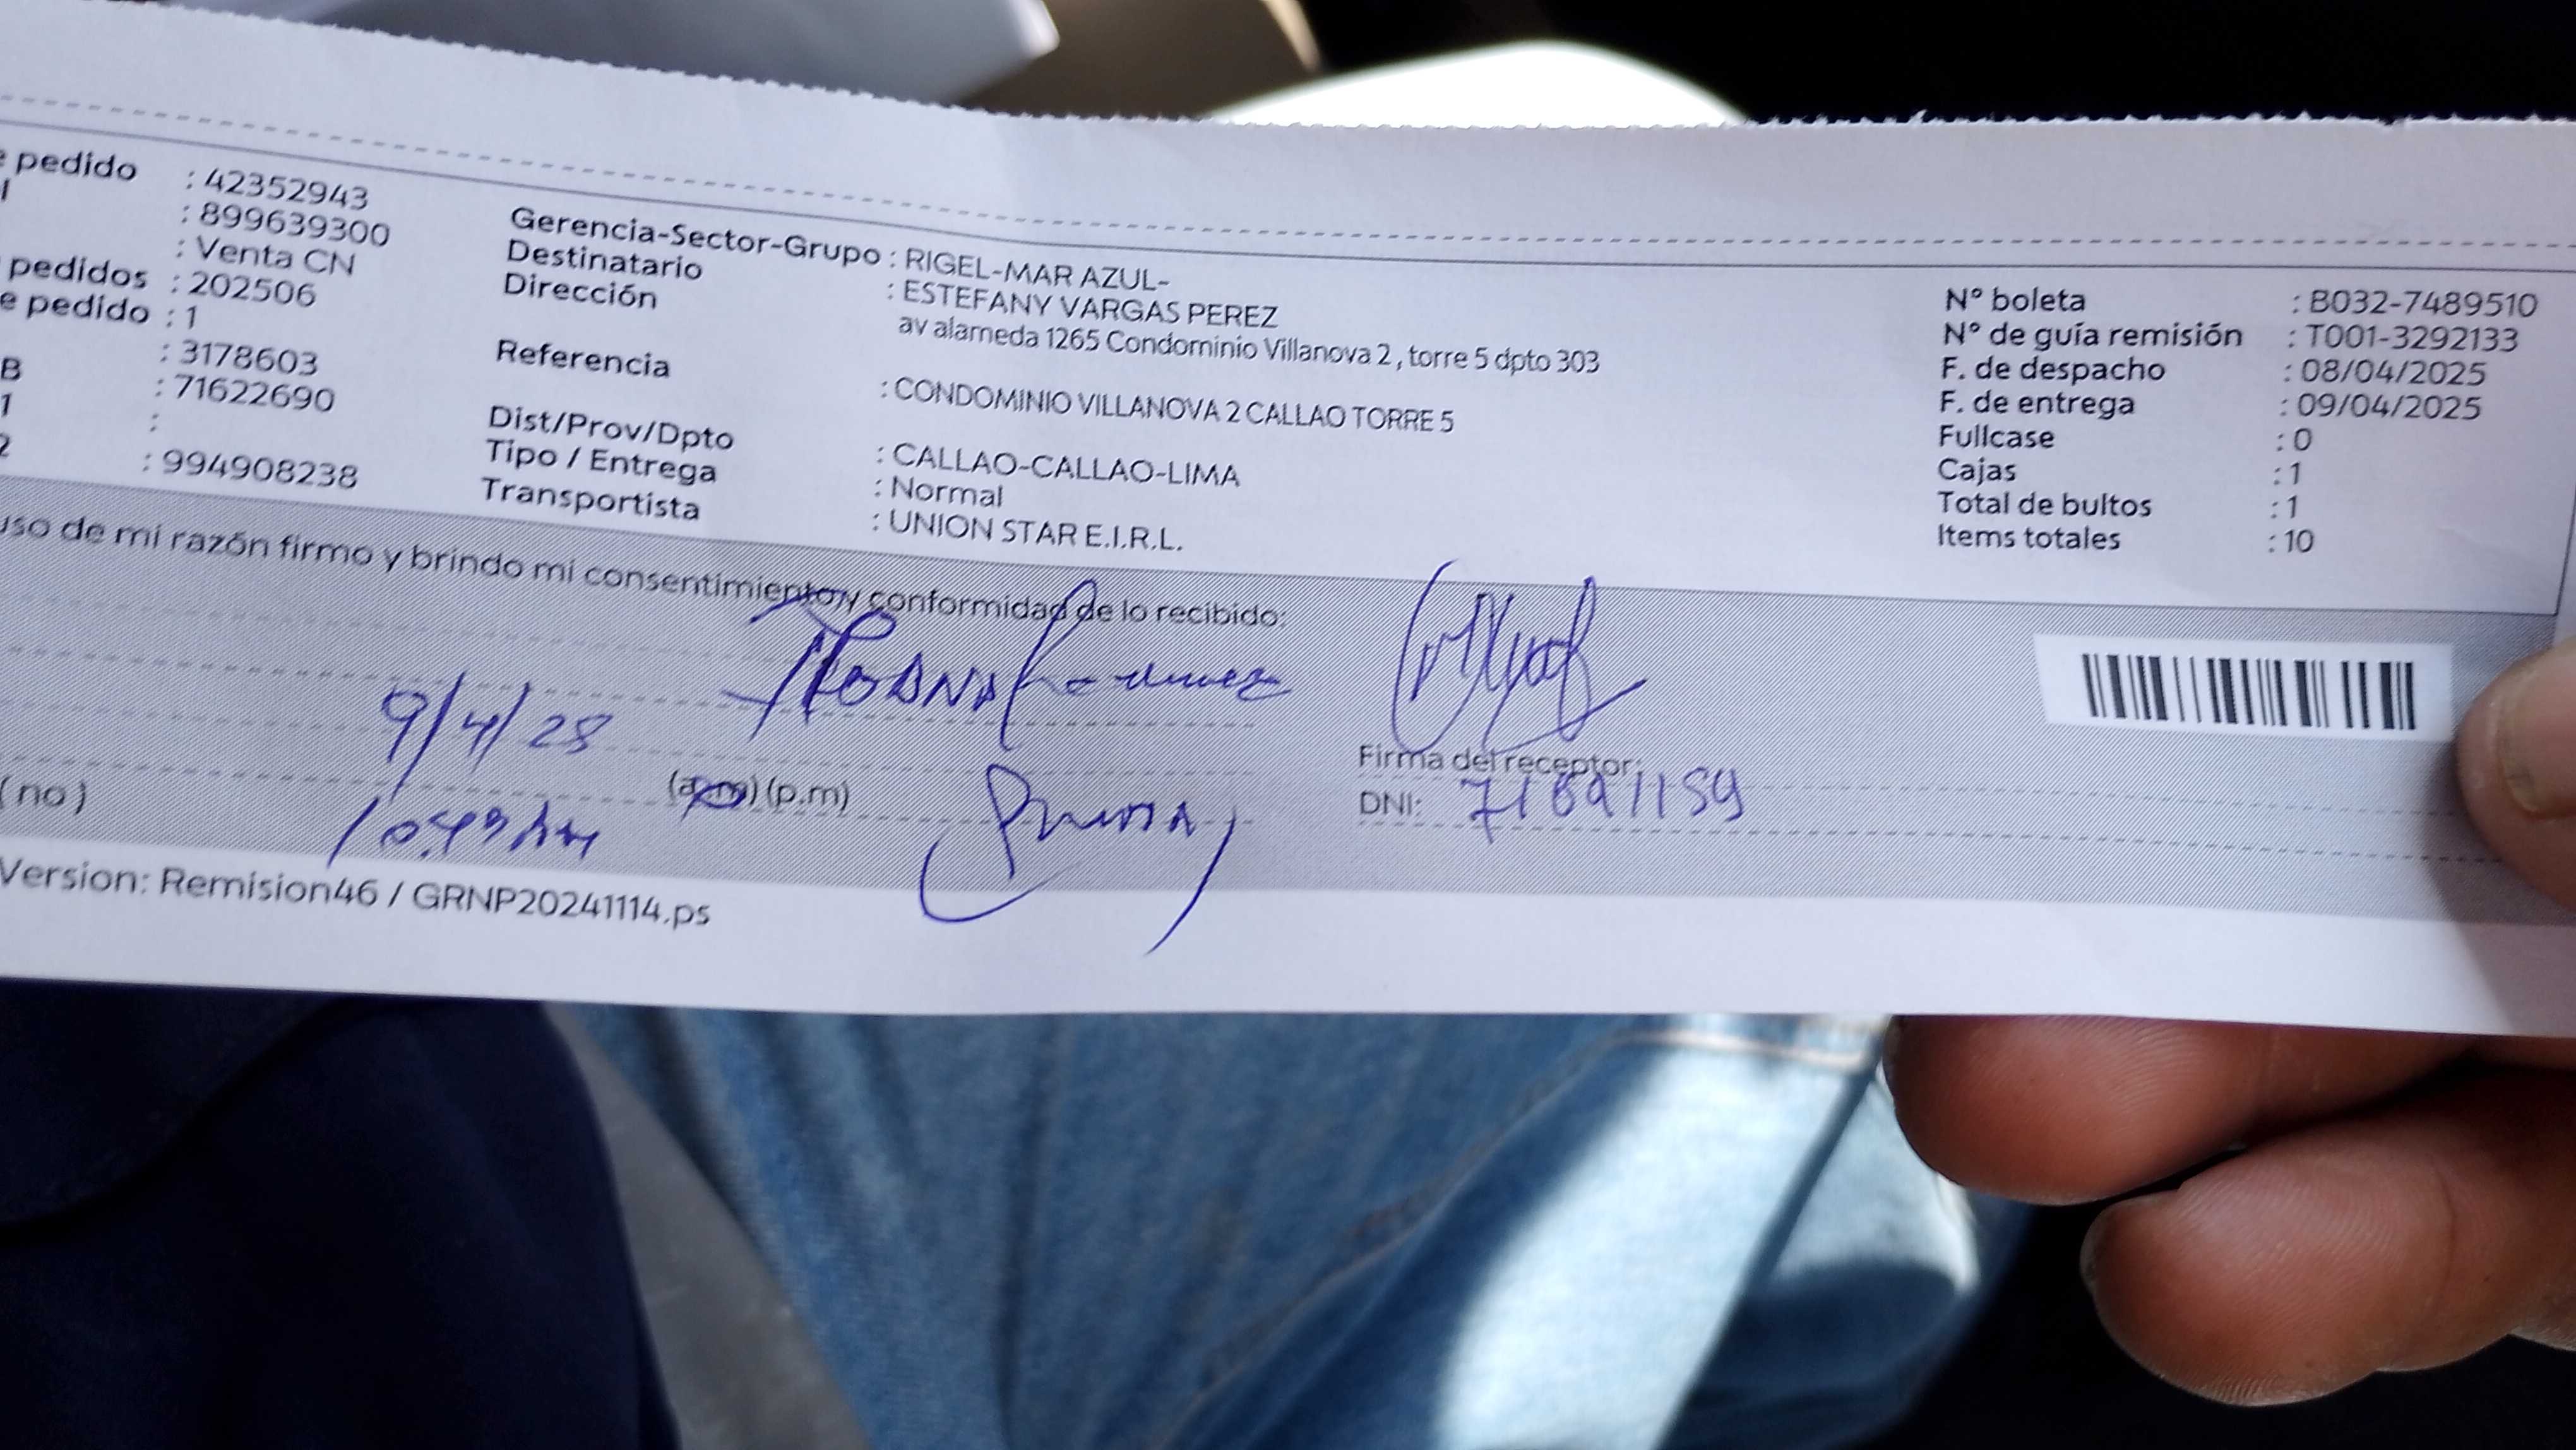 e pedido : 42352943
l : 899639300
: Venta CN
pedidos : 202506
e pedido : 1
: 3178603
B : 71622690
1 :
2 : 994908238
Gerencia-Sector-Grupo : RIGEL-MAR AZUL-
Destinatario : ESTEFANY VARGAS PEREZ
Dirección av alameda 1265 Condominio Villanova 2 , torre 5 dpto 303
Referencia : CONDOMINIO VILLANOVA 2 CALLAO TORRE 5
Dist/Prov/Dpto : CALLAO-CALLAO-LIMA
Tipo / Entrega : Normal
Transportista : UNION STAR E.I.R.L.
N° boleta : B032-7489510
N° de guía remisión : T001-3292133
F. de despacho : 08/04/2025
F. de entrega : 09/04/2025
Fullcase : 0
Cajas : 1
Total de bultos : 1
Items totales : 10
uso de mi razón firmo y brindo mi consentimiento y conformidad de lo recibido:
9/4/25
(no) (a.m) (p.m)
Firma del receptor:
DNI:
Version: Remision46 / GRNP20241114.ps